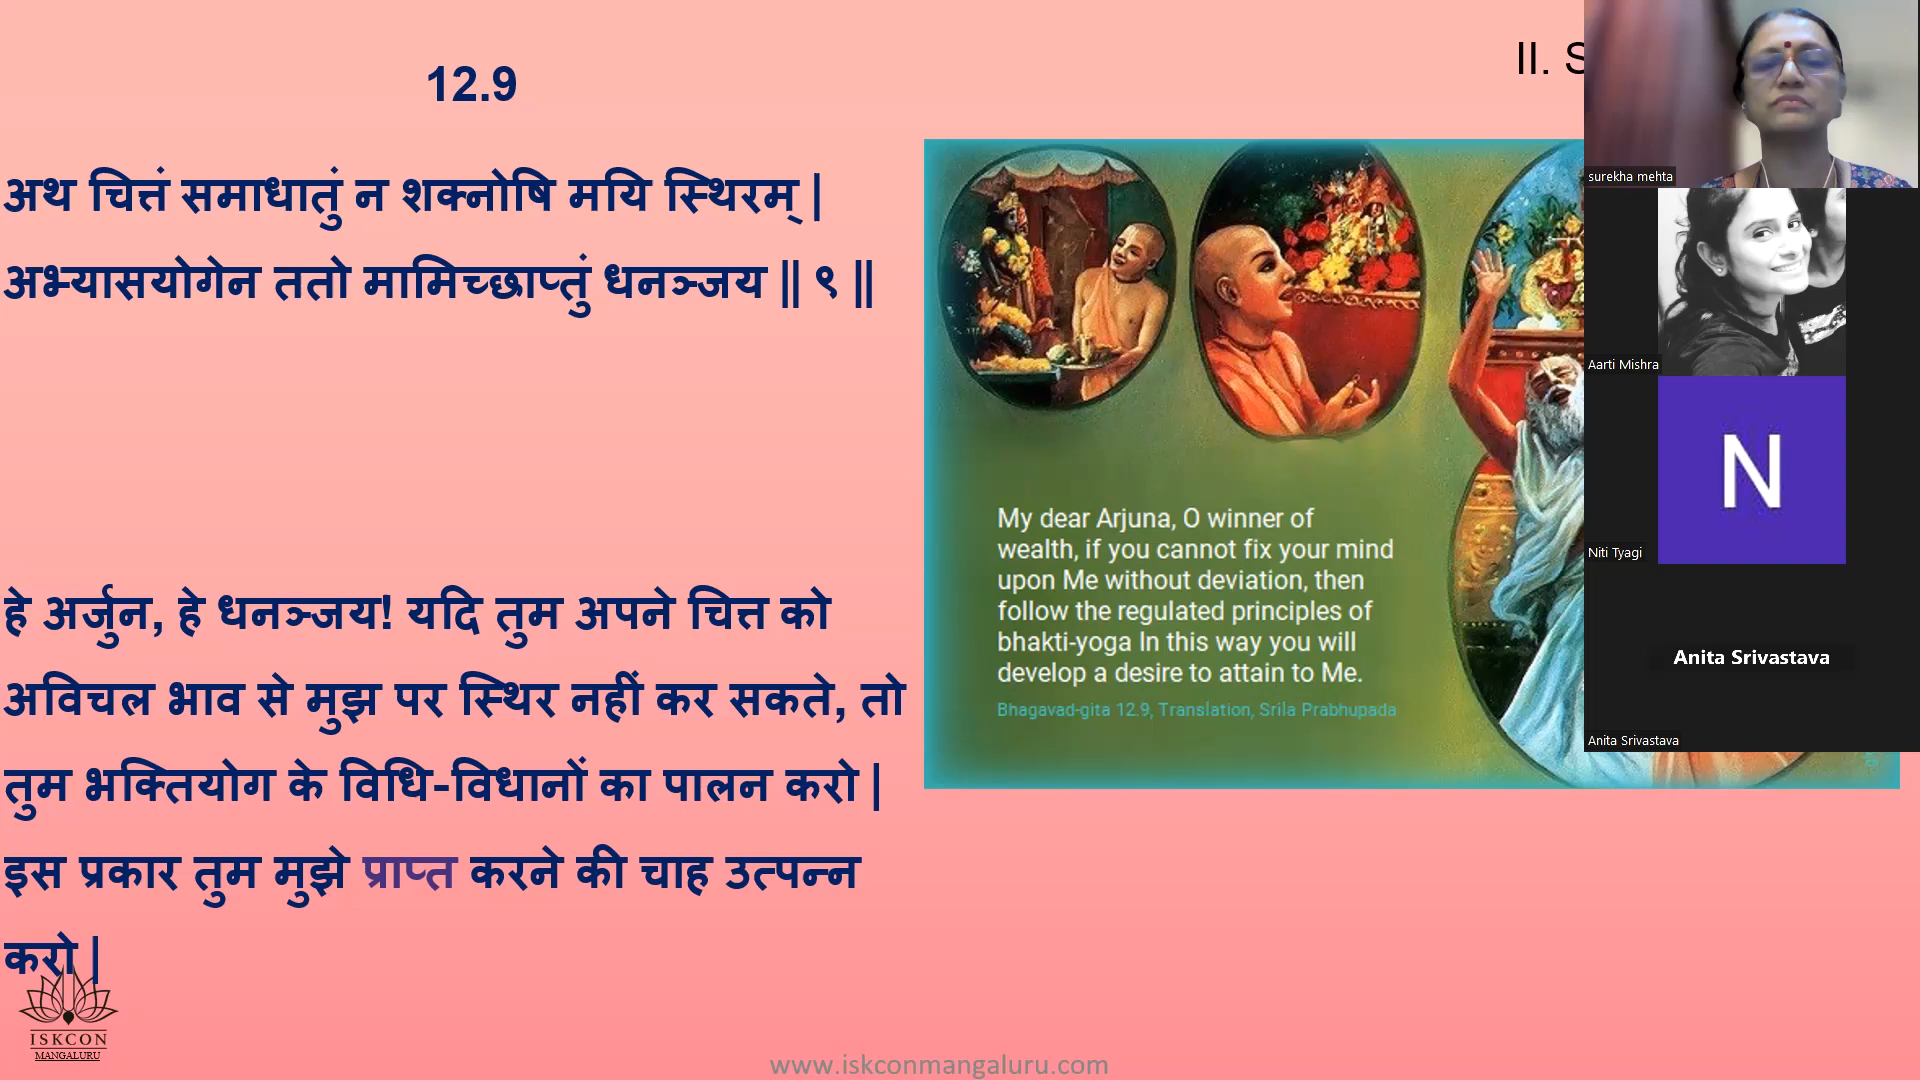 12.9
II. S
अथ चित्तं समाधातुं न शक्नोषि मयि स्थिरम् |
अभ्यासयोगेन ततो मामिच्छाप्तुं धनञ्जय || ९ ||
हे अर्जुन, हे धनञ्जय! यदि तुम अपने चित्त को
अविचल भाव से मुझ पर स्थिर नहीं कर सकते, तो
तुम भक्तियोग के विधि-विधानों का पालन करो |
इस प्रकार तुम मुझे प्राप्त करने की चाह उत्पन्न
करो |
My dear Arjuna, O winner of
wealth, if you cannot fix your mind
upon Me without deviation, then
follow the regulated principles of
bhakti-yoga In this way you will
develop a desire to attain to Me.
Bhagavad-gita 12.9, Translation, Srila Prabhupada
surekha mehta
Aarti Mishra
N
Niti Tyagi
Anita Srivastava
Anita Srivastava
ISKCON
MANGALURU
www.iskconmangaluru.com